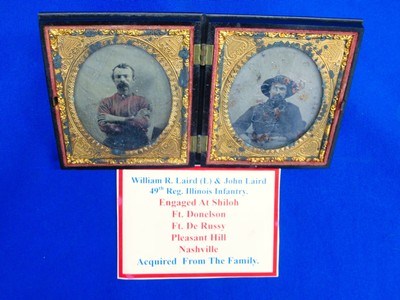 William R. Laird (L) & John Laird
49th Reg. Illinois Infantry.
Engaged At Shiloh
Ft. Donelson
Ft. De Russy
Pleasant Hill
Nashville
Acquired From The Family.